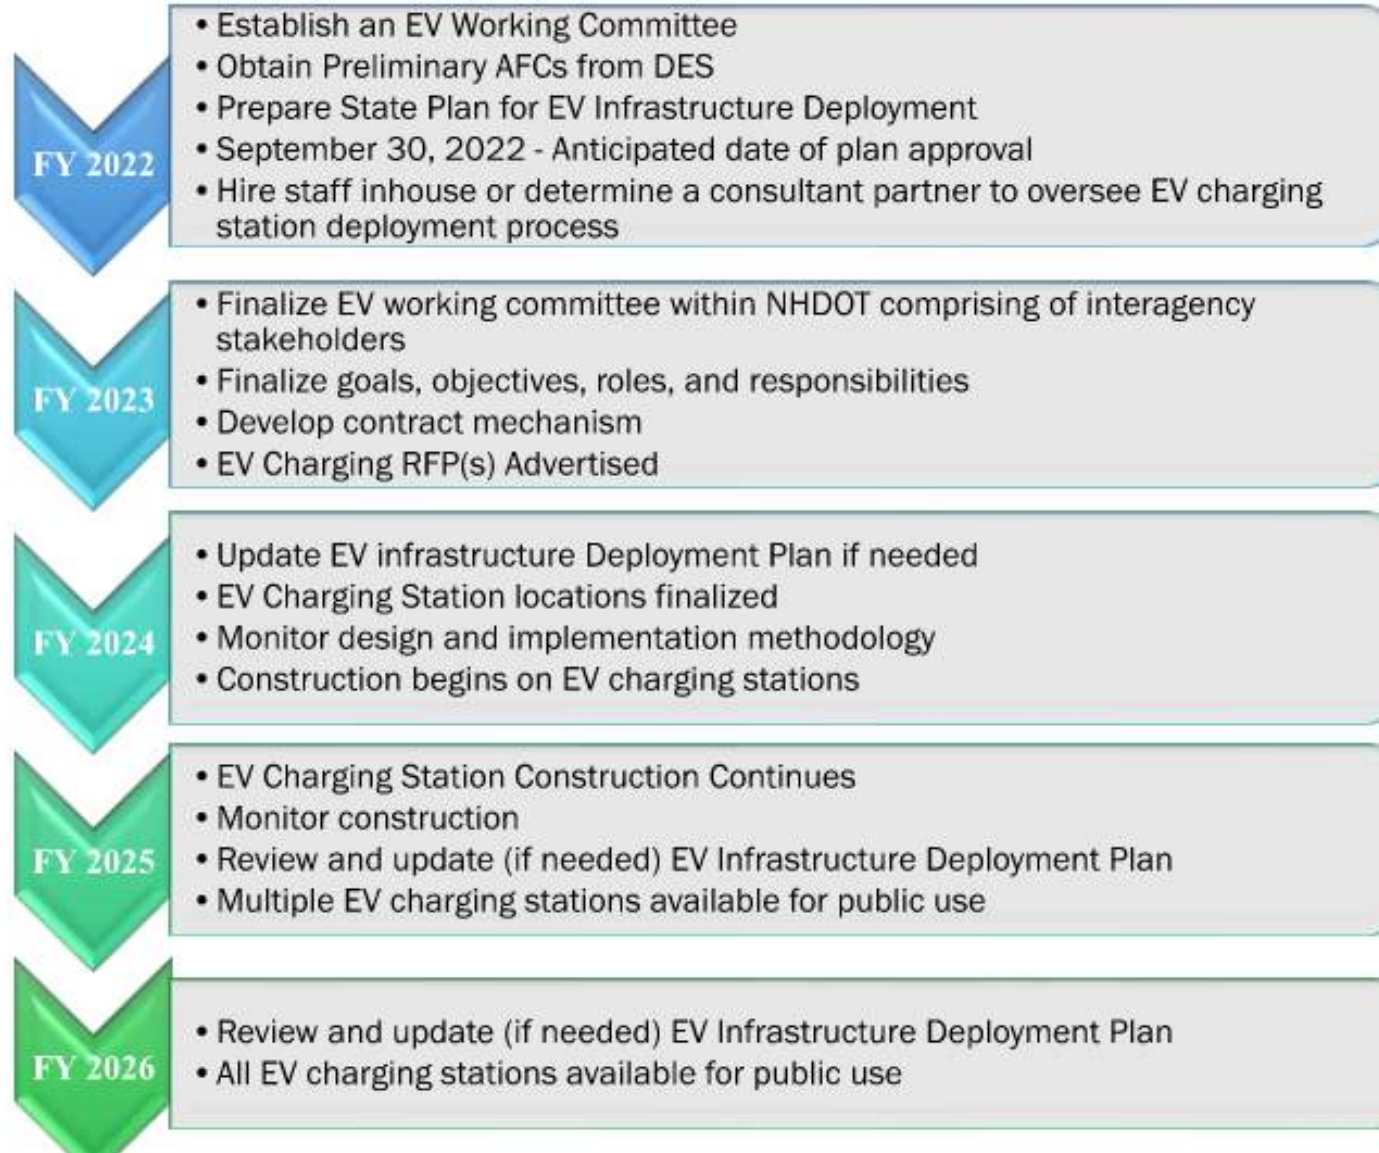 FY 2022
• Establish an EV Working Committee
• Obtain Preliminary AFCs from DES
• Prepare State Plan for EV Infrastructure Deployment
• September 30, 2022 - Anticipated date of plan approval
• Hire staff inhouse or determine a consultant partner to oversee EV charging
station deployment process
FY 2023
• Finalize EV working committee within NHDOT comprising of interagency
stakeholders
• Finalize goals, objectives, roles, and responsibilities
• Develop contract mechanism
• EV Charging RFP(s) Advertised
FY 2024
• Update EV infrastructure Deployment Plan if needed
• EV Charging Station locations finalized
• Monitor design and implementation methodology
• Construction begins on EV charging stations
FY 2025
• EV Charging Station Construction Continues
• Monitor construction
• Review and update (if needed) EV Infrastructure Deployment Plan
• Multiple EV charging stations available for public use
FY 2026
• Review and update (if needed) EV Infrastructure Deployment Plan
• All EV charging stations available for public use